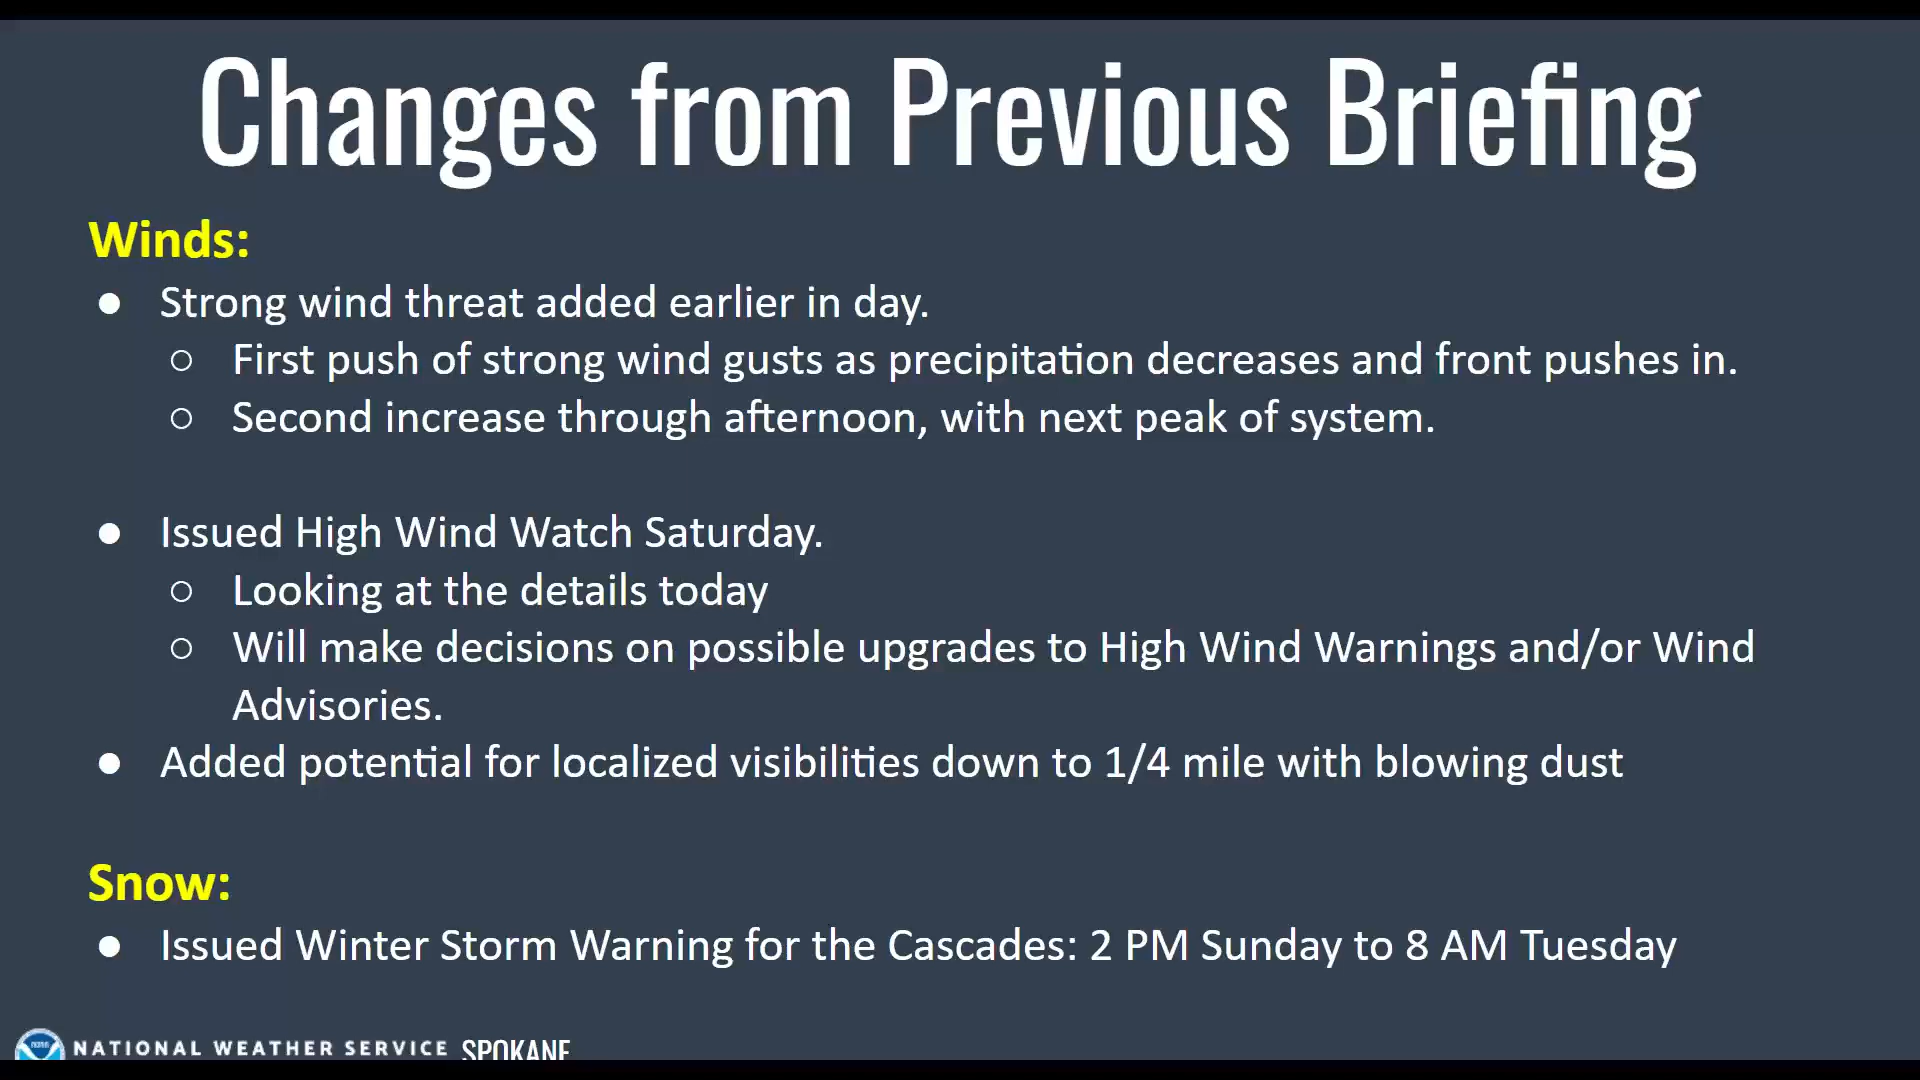 Changes from Previous Briefing
Winds:
● Strong wind threat added earlier in day.
○ First push of strong wind gusts as precipitation decreases and front pushes in.
○ Second increase through afternoon, with next peak of system.
● Issued High Wind Watch Saturday.
○ Looking at the details today
○ Will make decisions on possible upgrades to High Wind Warnings and/or Wind
Advisories.
● Added potential for localized visibilities down to 1/4 mile with blowing dust
Snow:
● Issued Winter Storm Warning for the Cascades: 2 PM Sunday to 8 AM Tuesday
NATIONAL WEATHER SERVICE SPOKANE